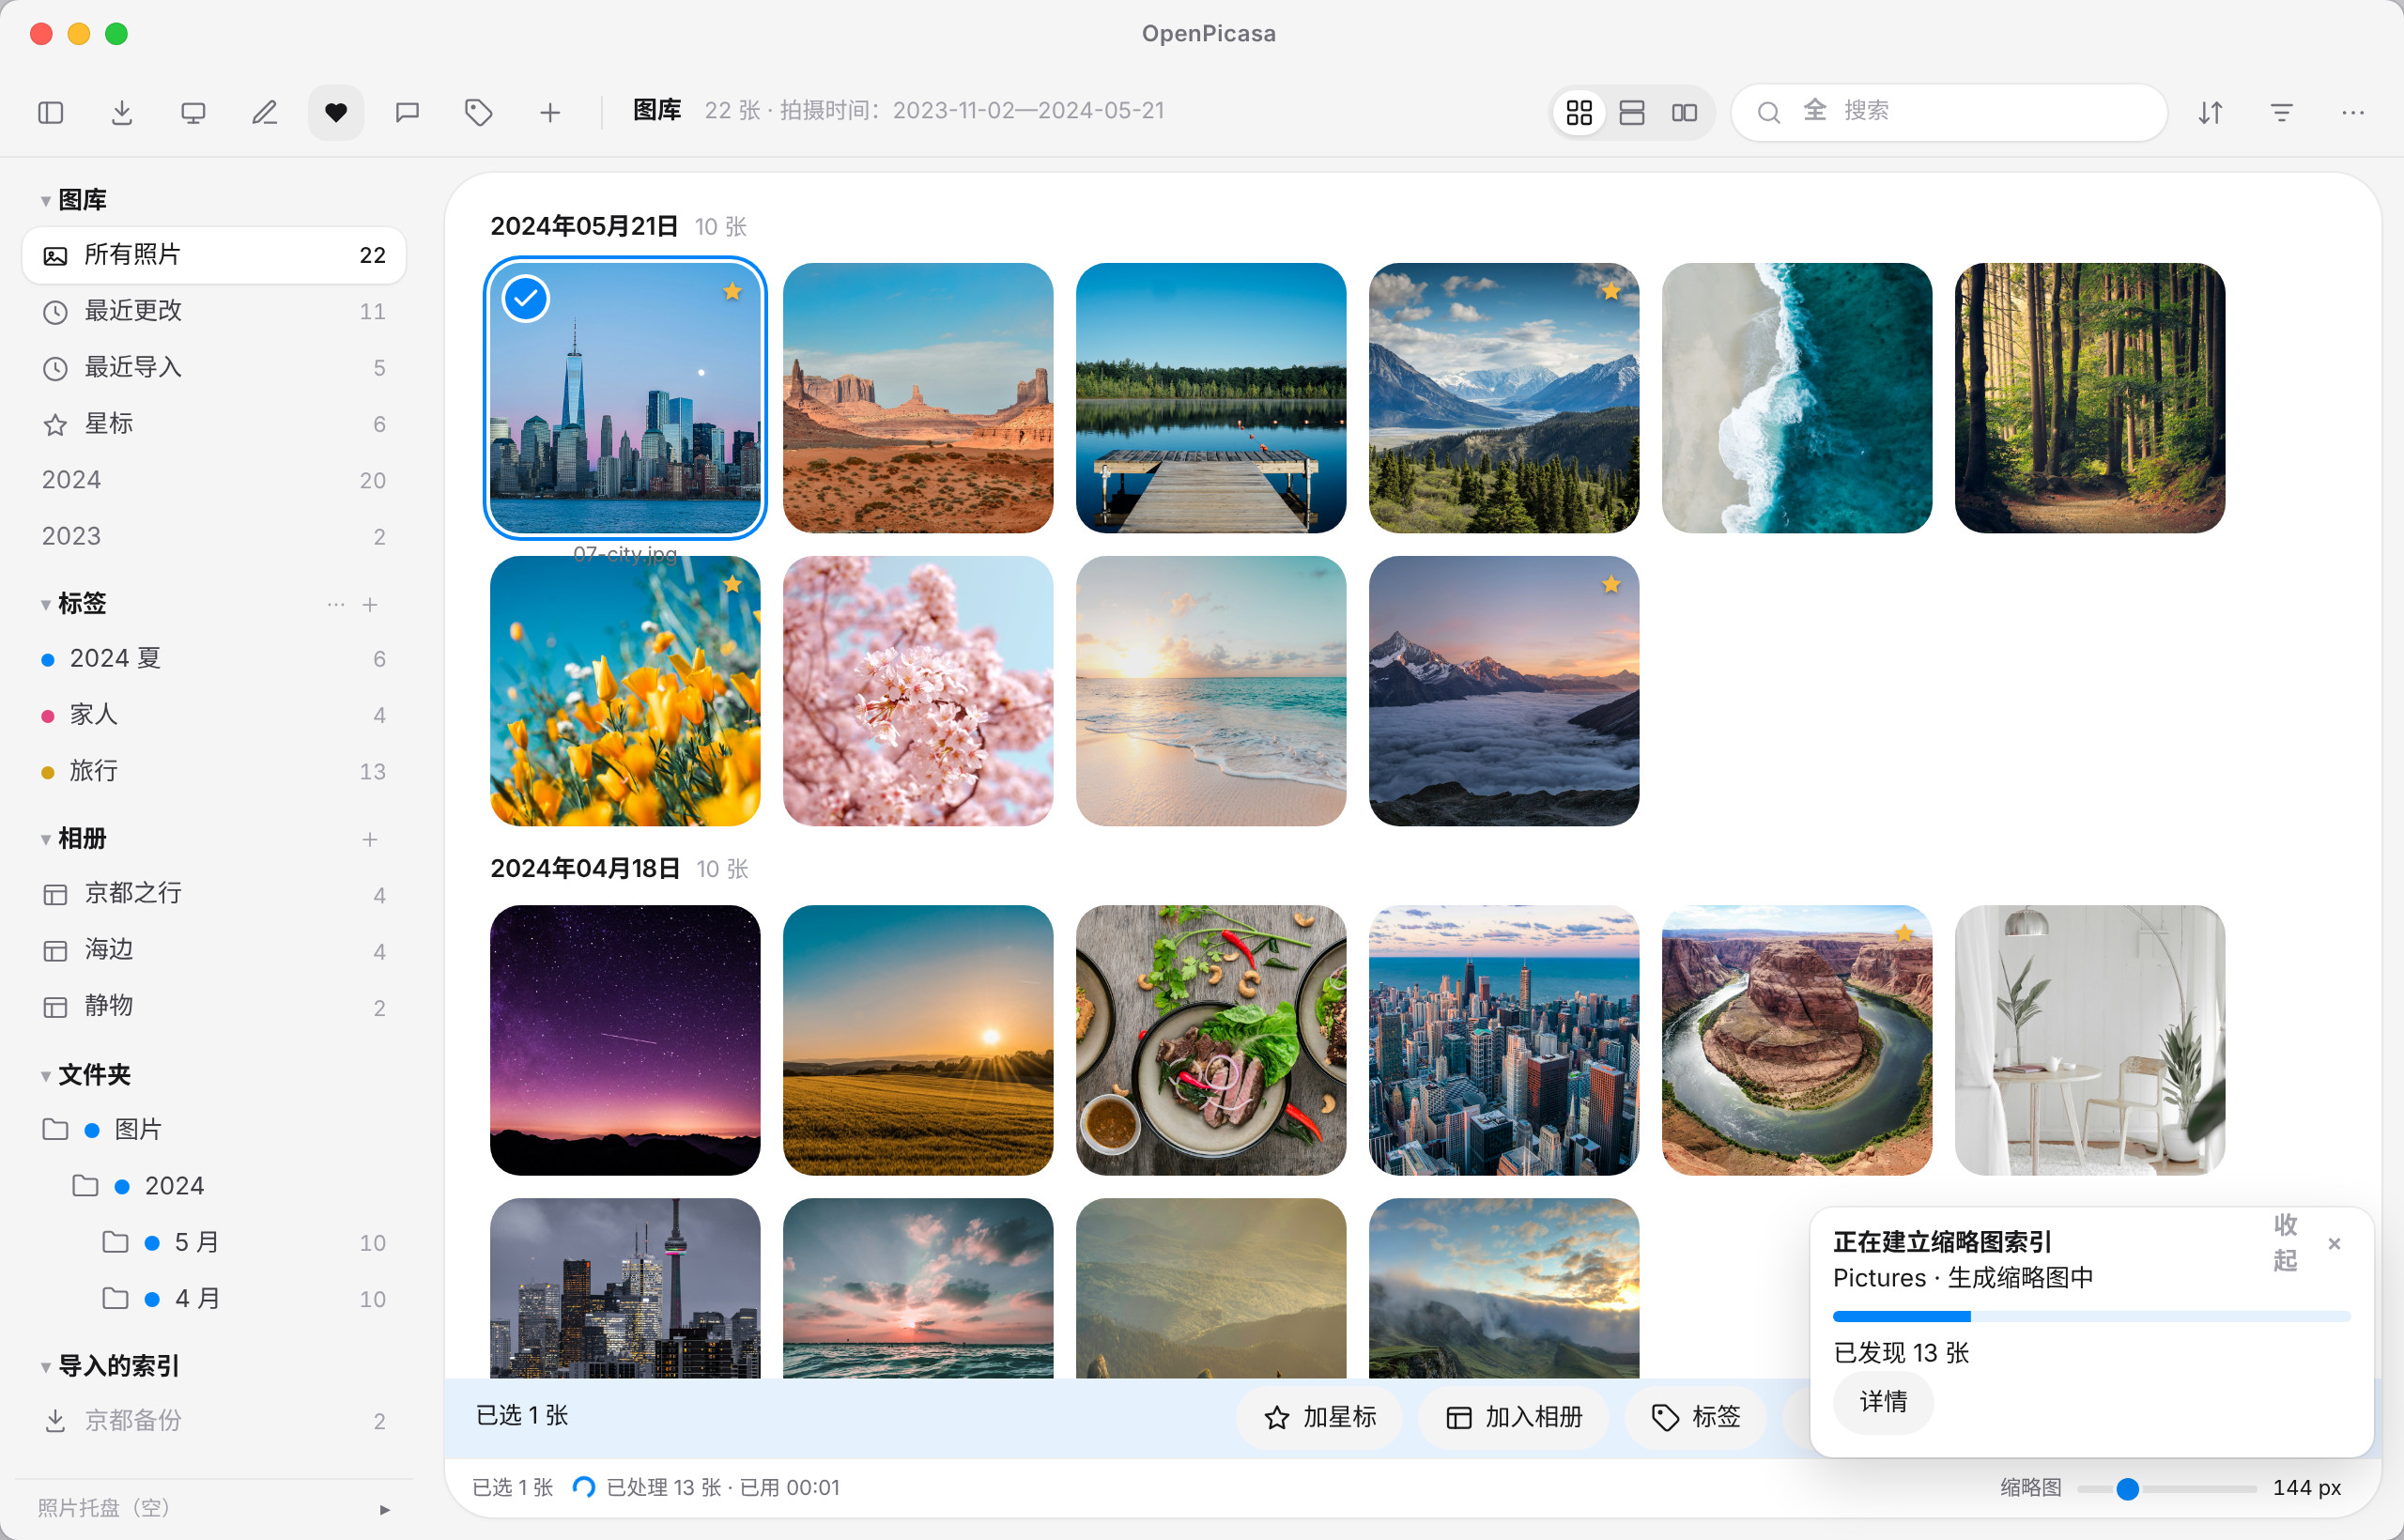 OpenPicasa
图库 22 张 · 拍摄时间：2023-11-02—2024-05-21
全 搜索
图库
所有照片 22
最近更改 11
最近导入 5
星标 6
2024 20
2023 2
标签 ··· +
2024 夏 6
家人 4
旅行 13
相册 +
京都之行 4
海边 4
静物 2
文件夹
图片
2024
5 月 10
4 月 10
导入的索引
京都备份 2
照片托盘（空）
2024年05月21日 10 张
07-city.jpg
2024年04月18日 10 张
正在建立缩略图索引
收起
Pictures · 生成缩略图中
已发现 13 张
详情
已选 1 张
加星标
加入相册
标签
已选 1 张 已处理 13 张 · 已用 00:01
缩略图 144 px